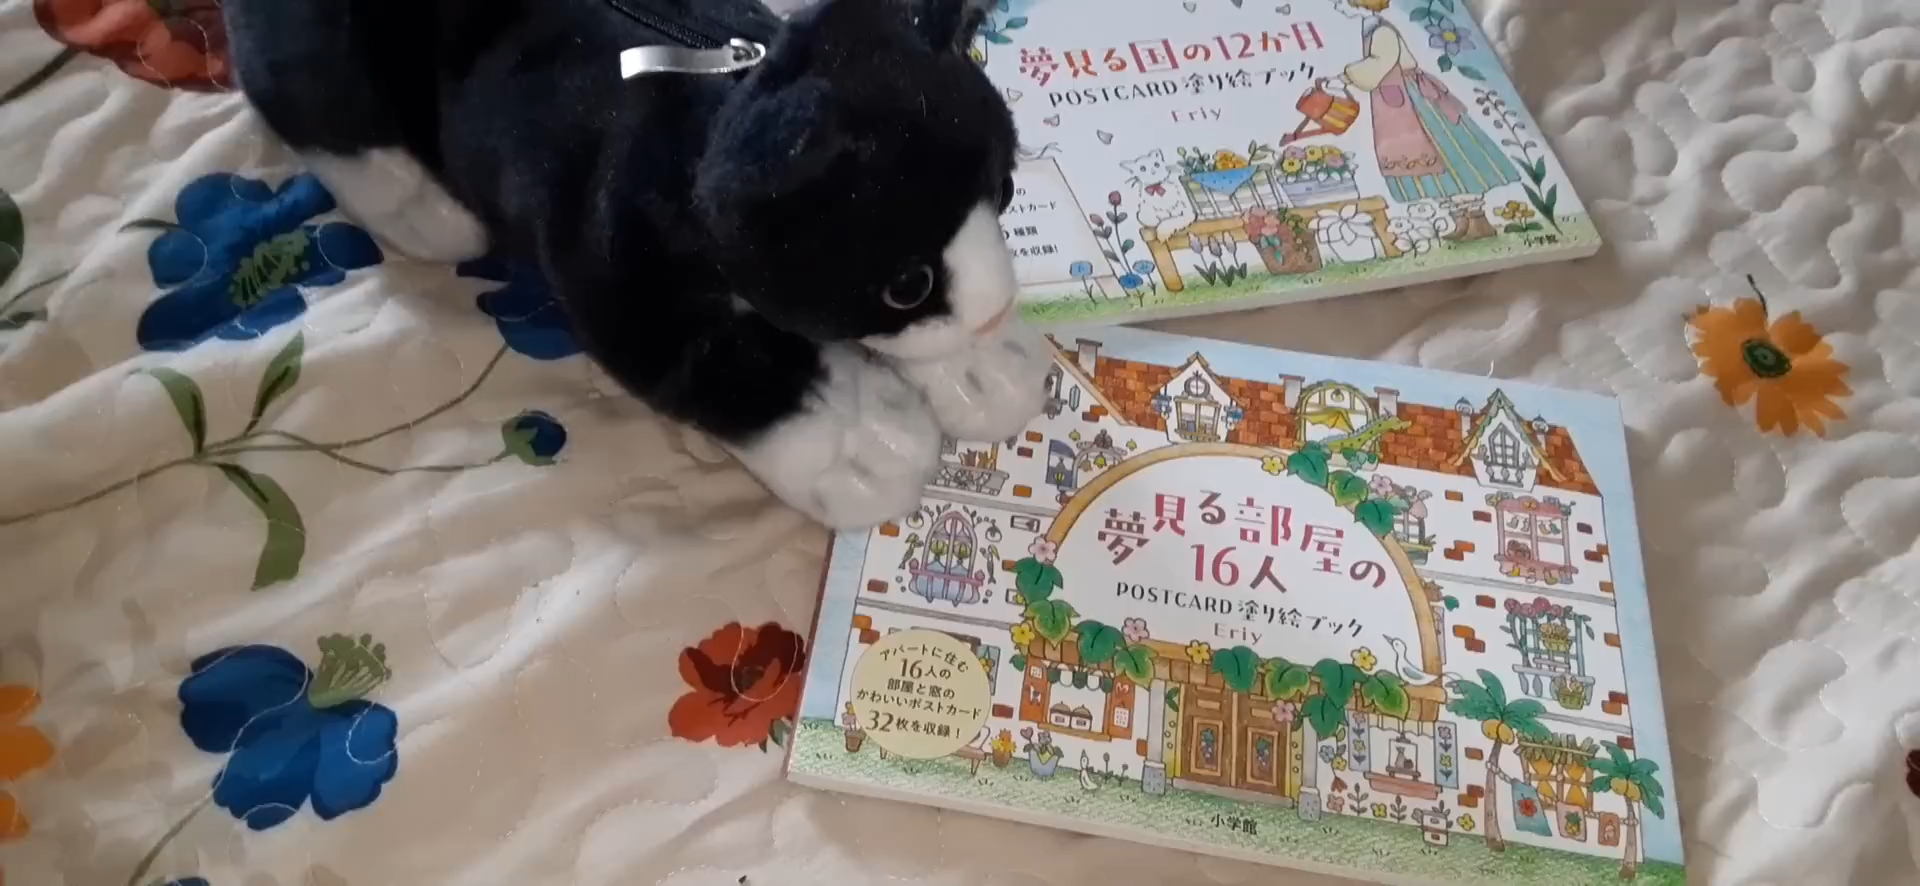 夢見る国の12か月
POSTCARD塗り絵ブック
Eriy
の
ストカード
種類
枚を収録!
小学館
夢見る部屋の
16人
POSTCARD塗り絵ブック
Eriy
アパートに住む
16人の
部屋と窓の
かわいいポストカード
32枚を収録!
小学館